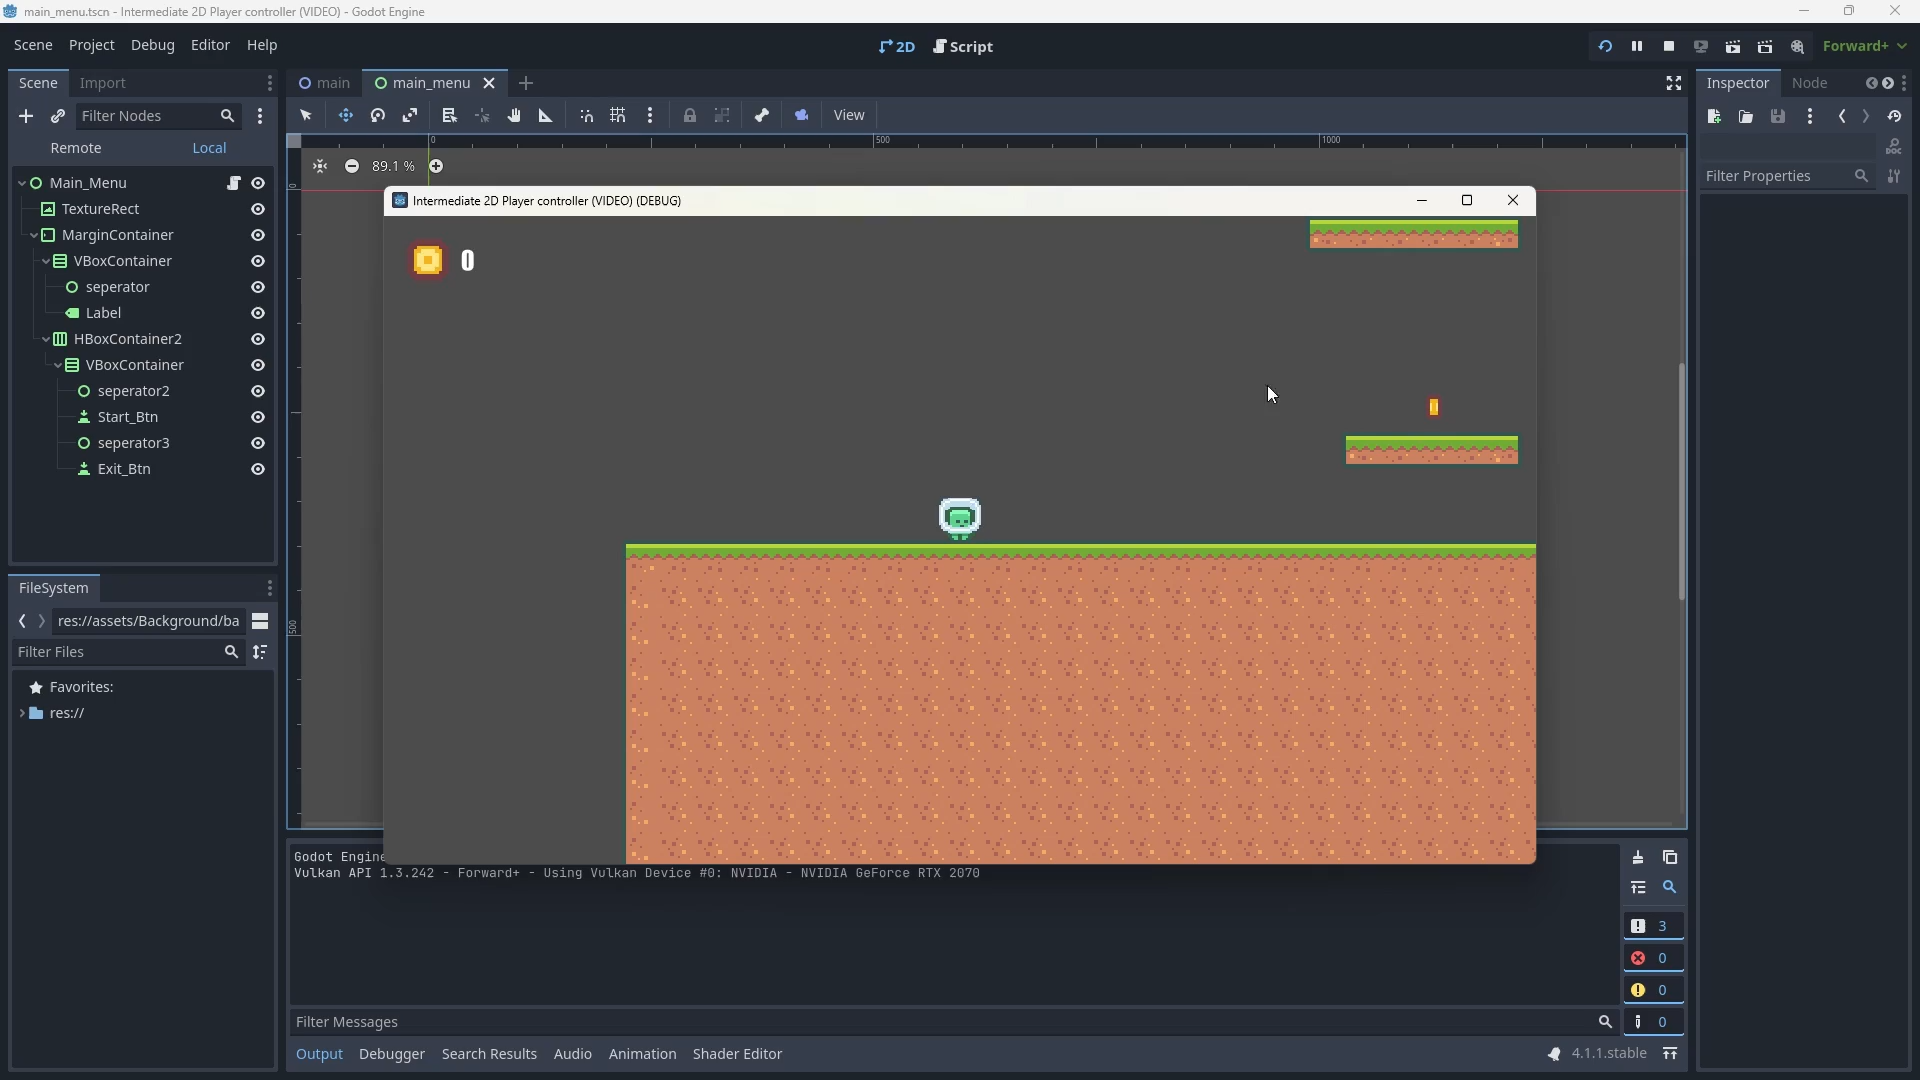 main_menu.tscn - Intermediate 2D Player controller (VIDEO) - Godot Engine
Scene Project Debug Editor Help
2D Script
Forward+
Scene Import
main main_menu
Inspector Node
Filter Nodes
View
Remote Local
0 500 1000
89.1 %
Filter Properties
Main_Menu
TextureRect
MarginContainer
VBoxContainer
seperator
Label
HBoxContainer2
VBoxContainer
seperator2
Start_Btn
seperator3
Exit_Btn
Intermediate 2D Player controller (VIDEO) (DEBUG)
0
0
500
FileSystem
res://assets/Background/ba
Filter Files
Favorites:
res://
Godot Engine
Vulkan API 1.3.242 - Forward+ - Using Vulkan Device #0: NVIDIA - NVIDIA GeForce RTX 2070
3
0
0
0
Filter Messages
Output Debugger Search Results Audio Animation Shader Editor
4.1.1.stable